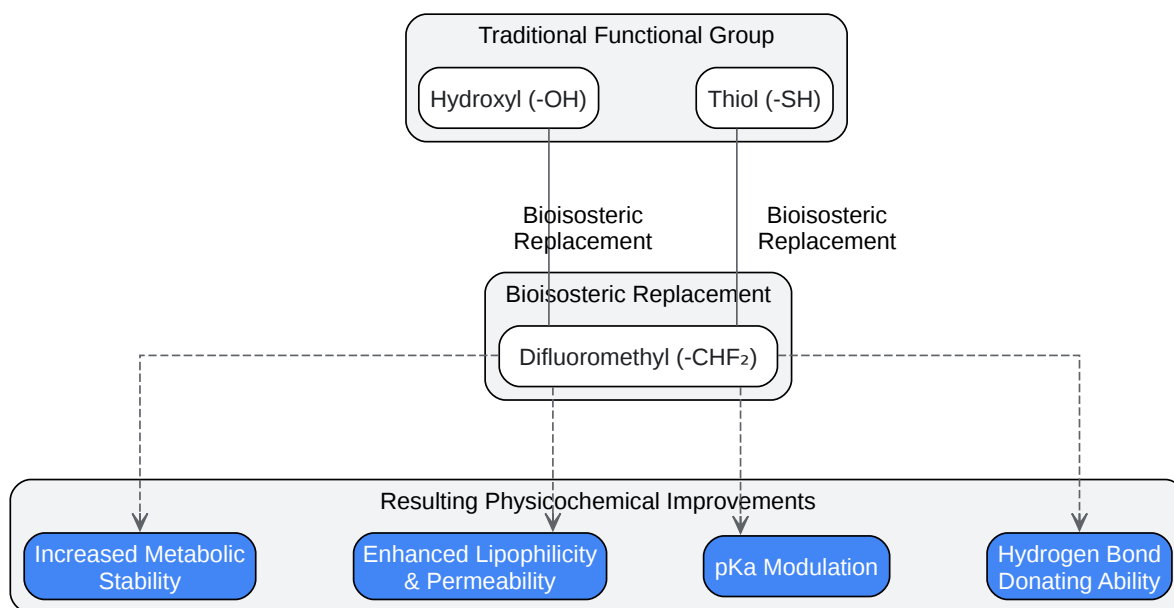 Traditional Functional Group
Hydroxyl (-OH)
Thiol (-SH)
Bioisosteric
Replacement
Bioisosteric
Replacement
Bioisosteric Replacement
Difluoromethyl (-CHF₂)
Resulting Physicochemical Improvements
Increased Metabolic
Stability
Enhanced Lipophilicity
& Permeability
pKa Modulation
Hydrogen Bond
Donating Ability